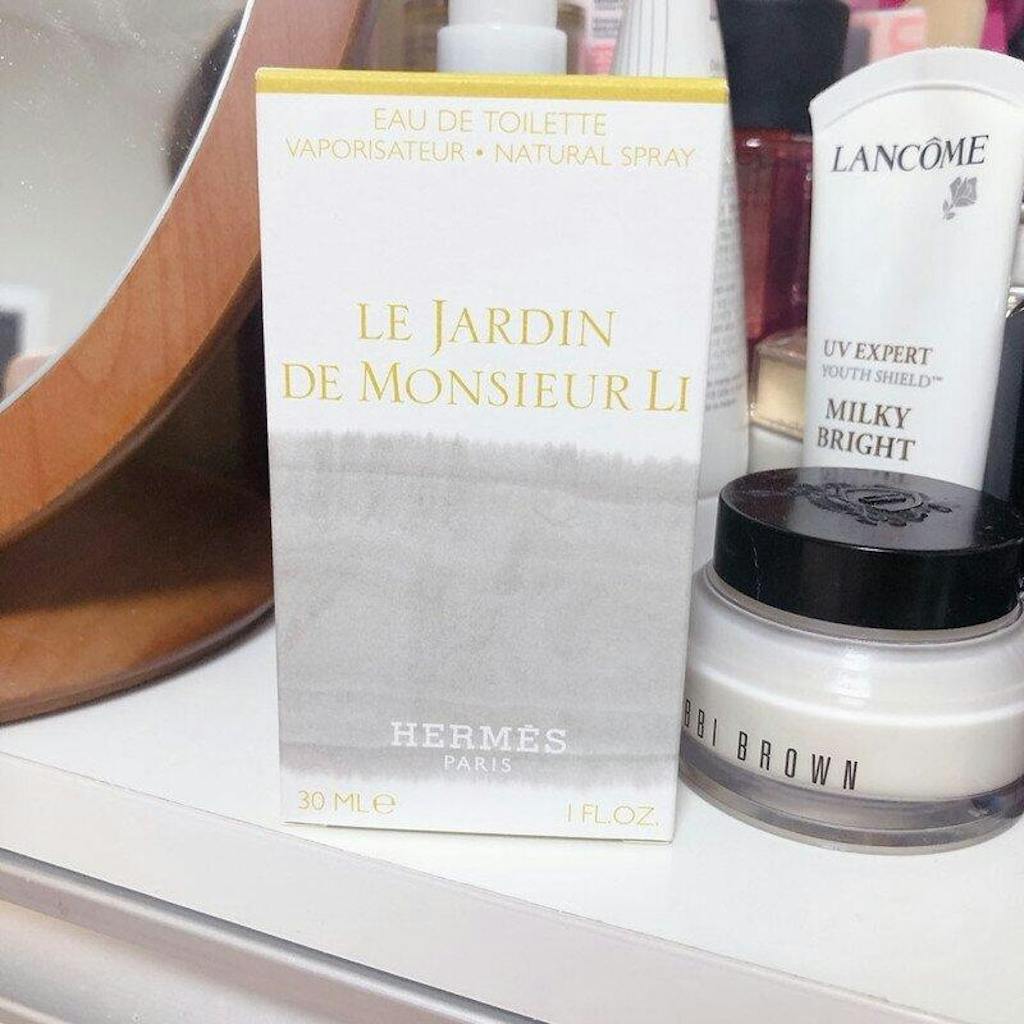 EAU DE TOILETTE
VAPORISATEUR • NATURAL SPRAY
LE JARDIN
DE MONSIEUR LI
HERMÈS
PARIS
30 ML e
1 FL.OZ.
LANCÔME
UV EXPERT
YOUTH SHIELD™
MILKY
BRIGHT
BBI BROWN